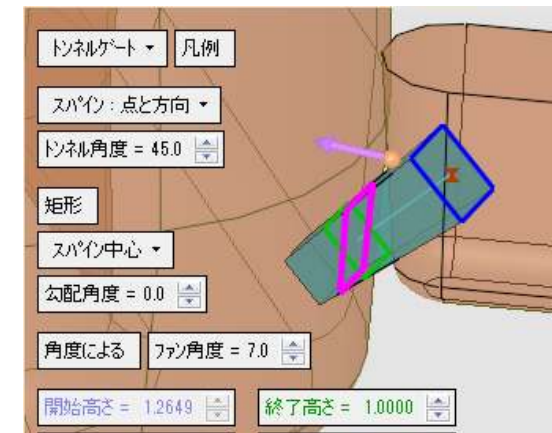 トンネルゲート 凡例
スパイン : 点と方向
トンネル角度 = 45.0
矩形
スパイン中心
勾配角度 = 0.0
角度による ファン角度 = 7.0
開始高さ = 1.2649 終了高さ = 1.0000